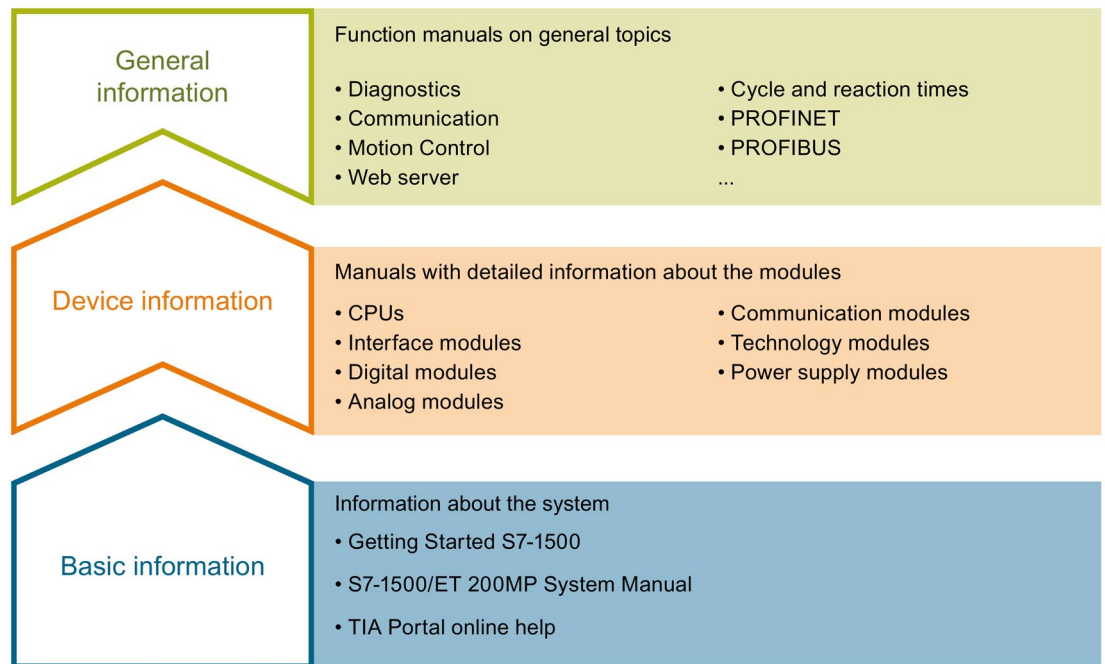 General
information
Function manuals on general topics
• Diagnostics
• Communication
• Motion Control
• Web server
• Cycle and reaction times
• PROFINET
• PROFIBUS
...
Device information
Manuals with detailed information about the modules
• CPUs
• Interface modules
• Digital modules
• Analog modules
• Communication modules
• Technology modules
• Power supply modules
Basic information
Information about the system
• Getting Started S7-1500
• S7-1500/ET 200MP System Manual
• TIA Portal online help